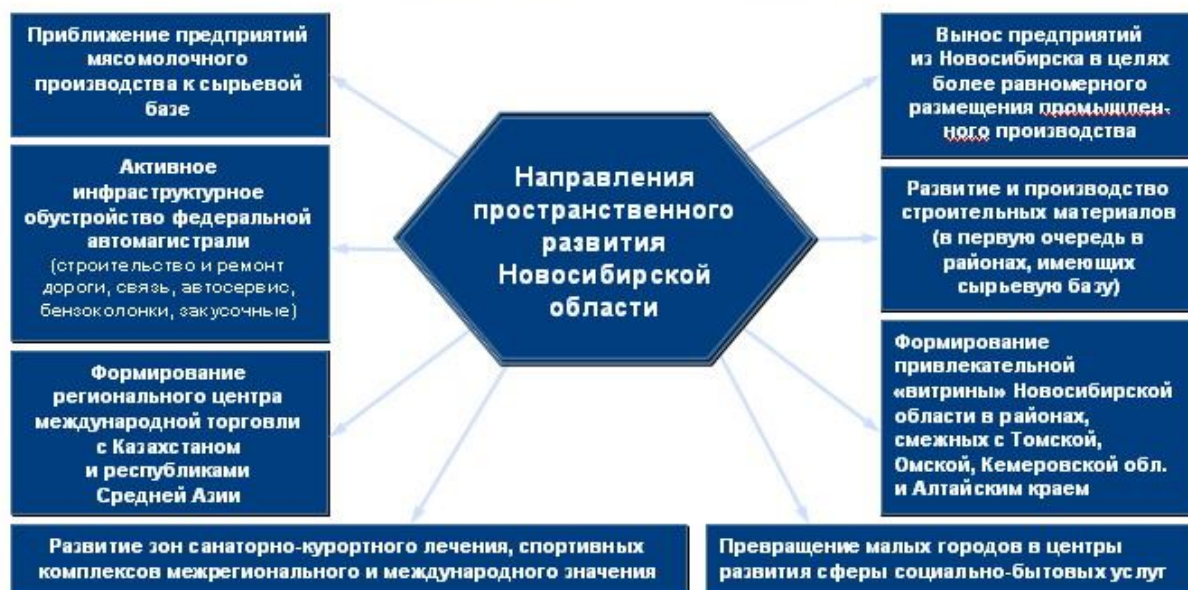 Приближение предприятий
мясомолочного
производства к сырьевой
базе
Активное
инфраструктурное
обустройство федеральной
автомагистрали
(строительство и ремонт
дороги, связь, автосервис,
бензоколонки, закусочные)
Формирование
регионального центра
международной торговли
с Казахстаном
и республиками
Средней Азии
Направления
пространственного
развития
Новосибирской
области
Вынос предприятий
из Новосибирска в целях
более равномерного
размещения промышлен-
ного производства
Развитие и производство
строительных материалов
(в первую очередь в
районах, имеющих
сырьевую базу)
Формирование
привлекательной
«витрины» Новосибирской
области в районах,
смежных с Томской,
Омской, Кемеровской обл.
и Алтайским краем
Развитие зон санаторно-курортного лечения, спортивных
комплексов межрегионального и международного значения
Превращение малых городов в центры
развития сферы социально-бытовых услуг